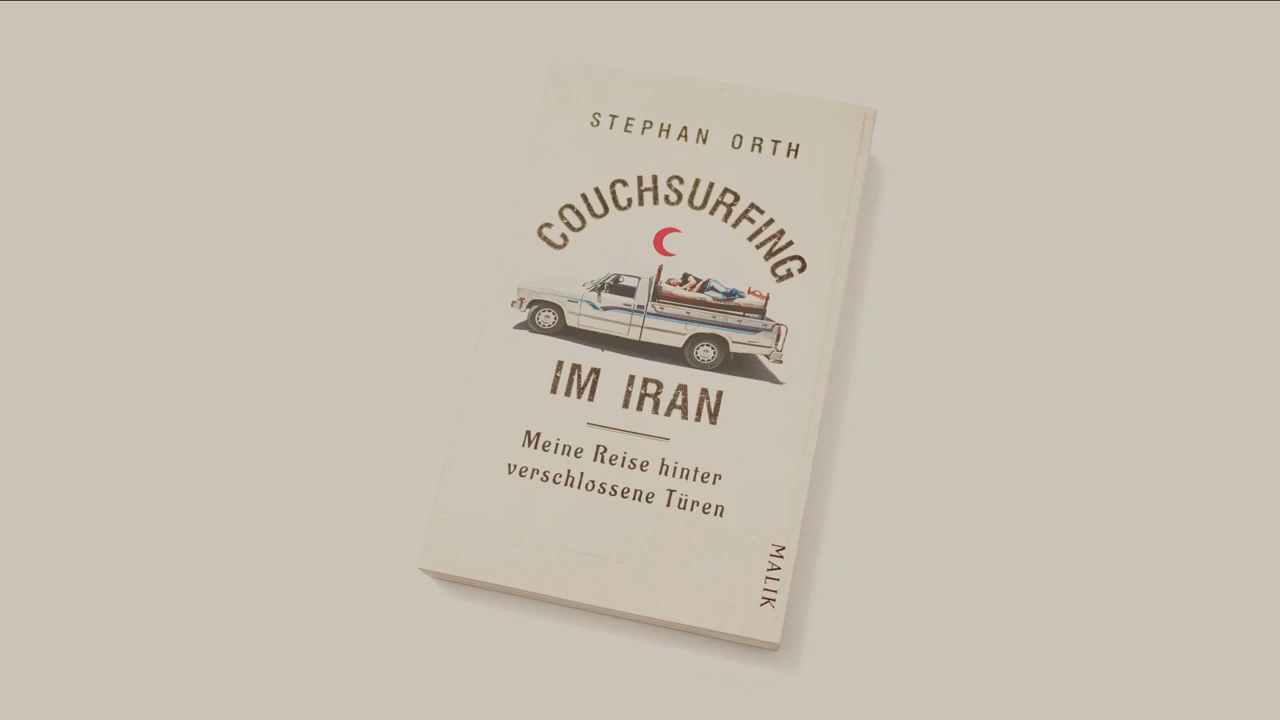 STEPHAN ORTH
COUCHSURFING
IM IRAN
Meine Reise hinter
verschlossene Türen
MALIK